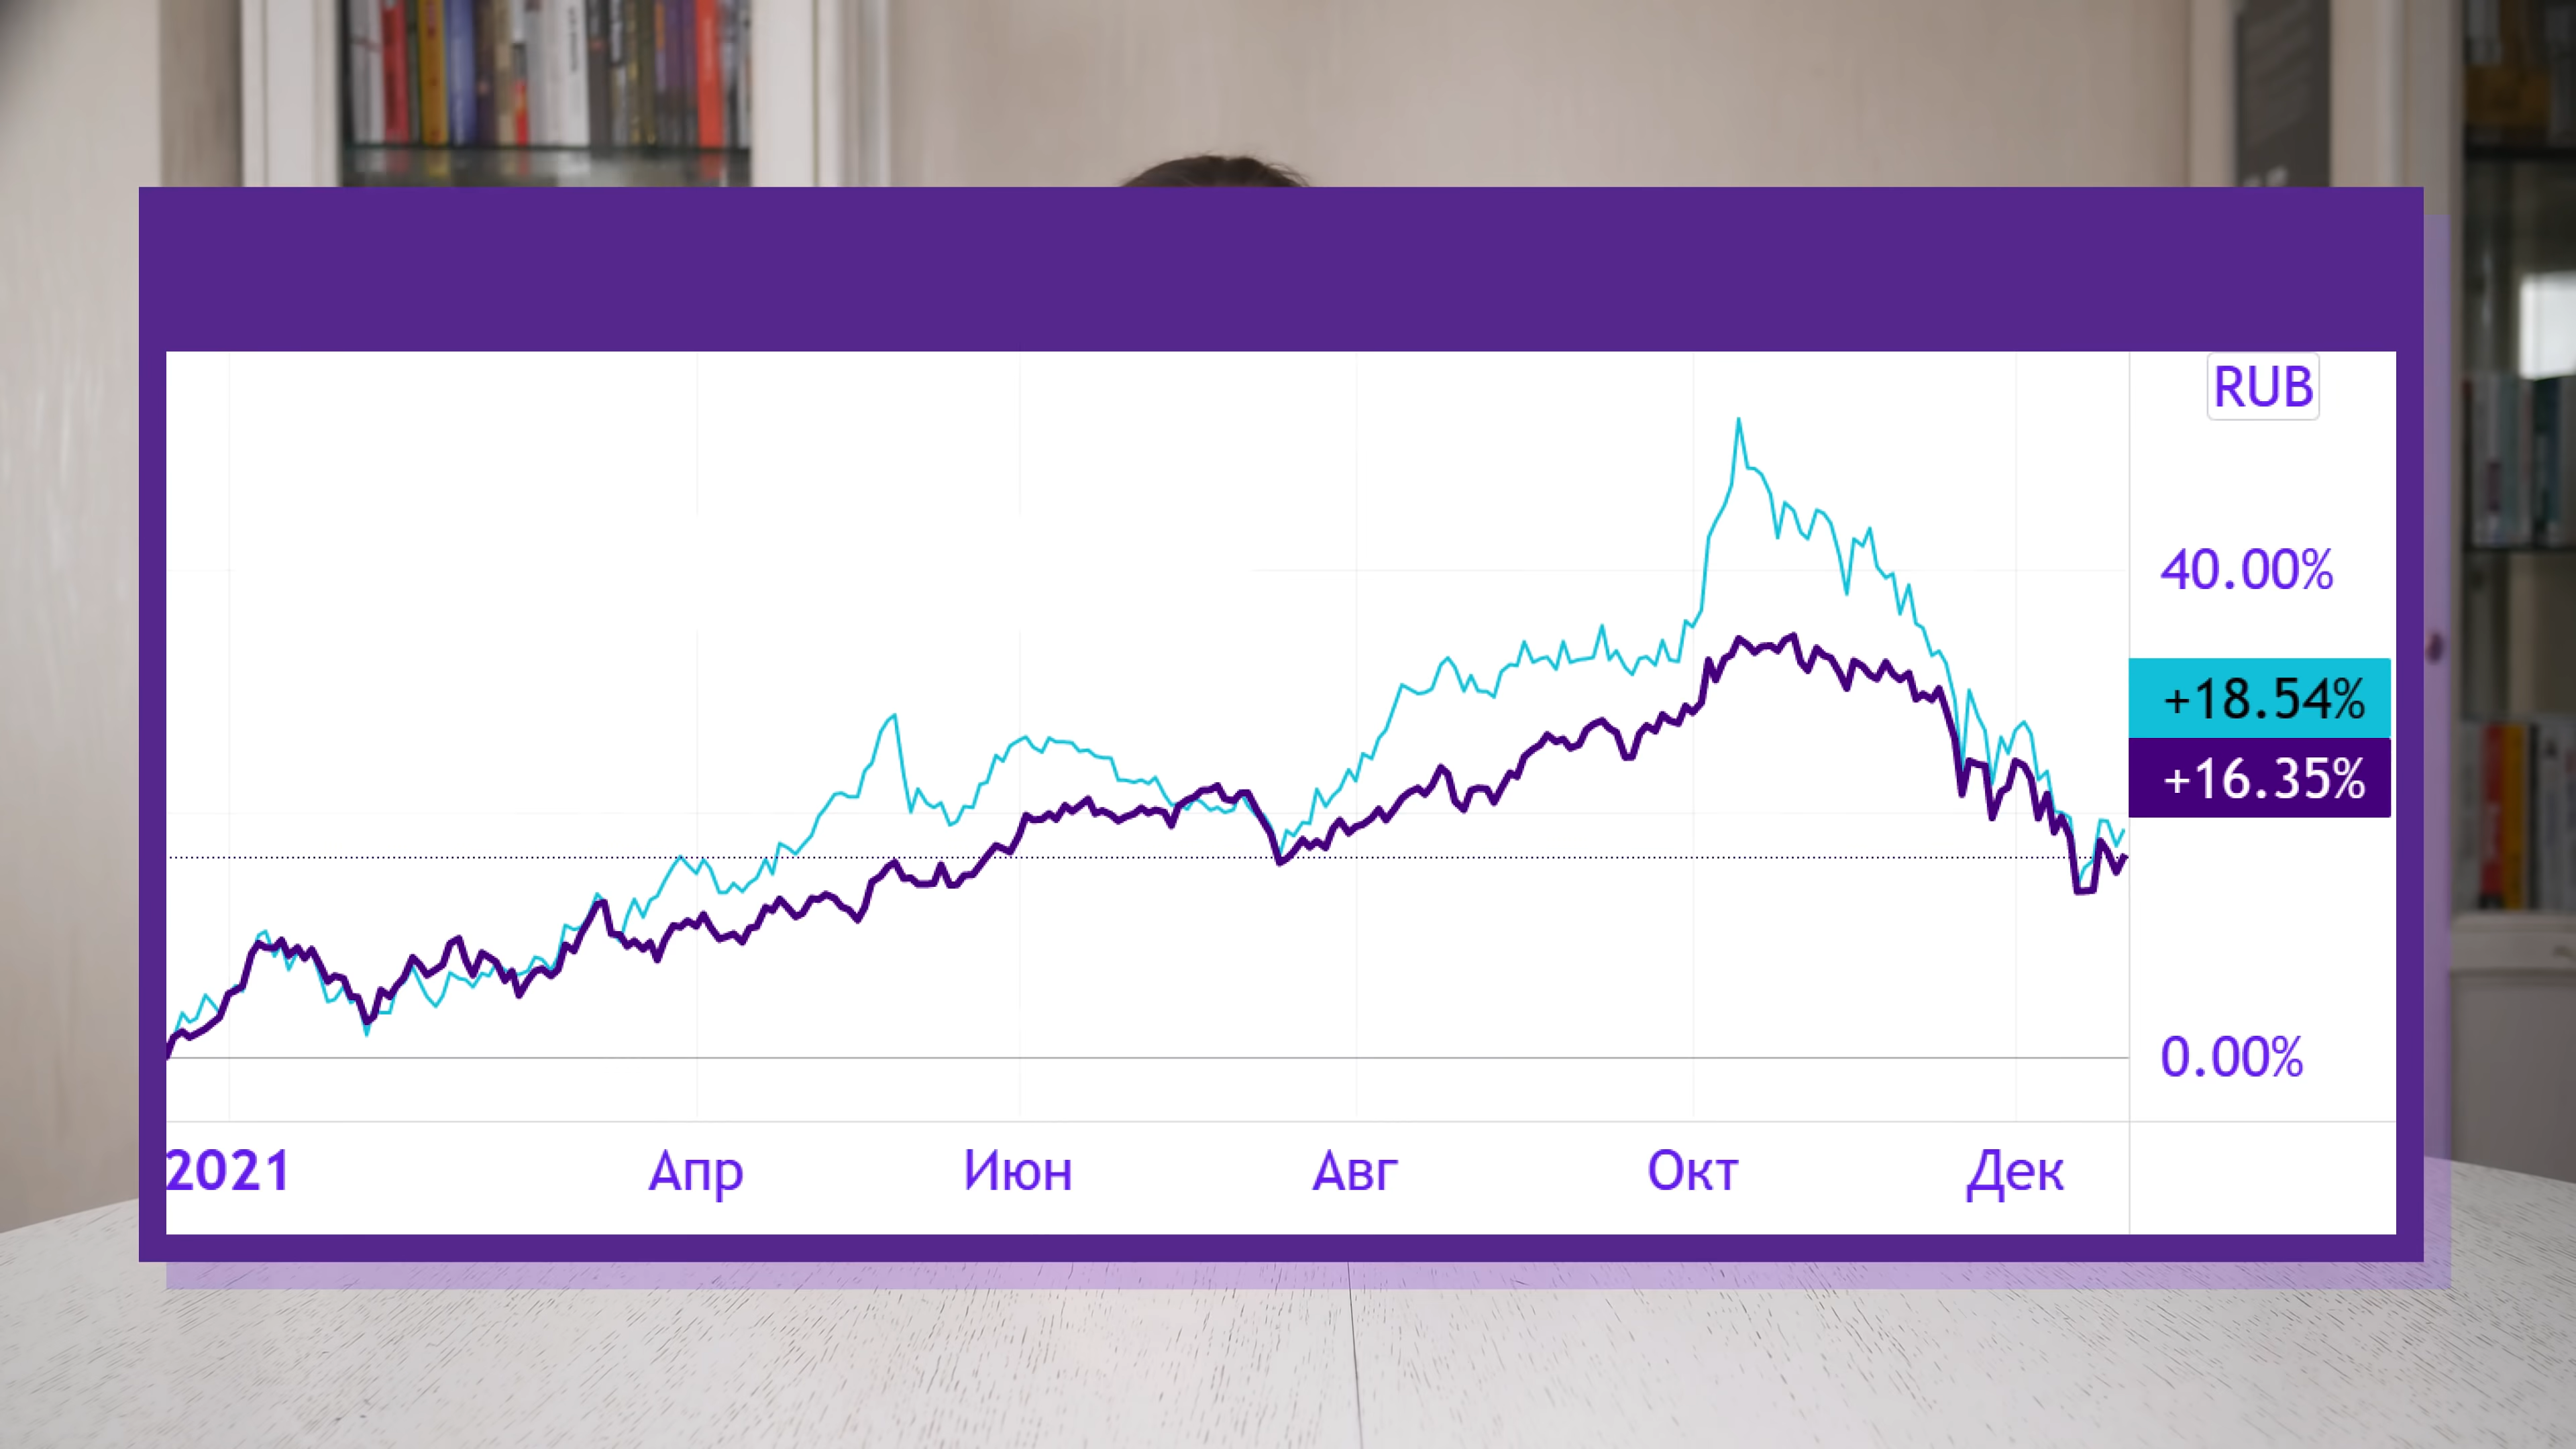 RUB
40.00%
+18.54%
+16.35%
0.00%
2021 Апр Июн Авг Окт Дек